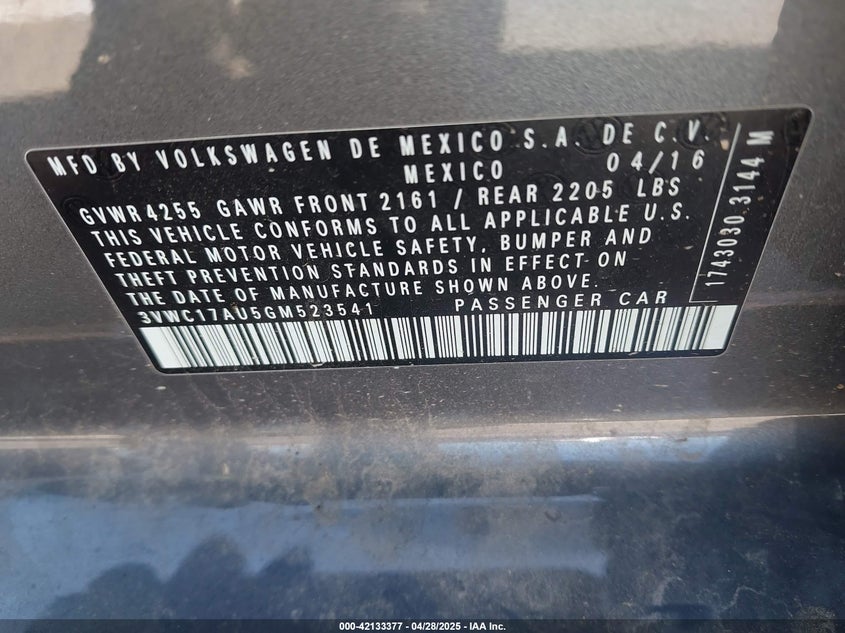 MFD BY VOLKSWAGEN DE MEXICO S.A. DE C.V.
MEXICO 04/16
GVWR 4255 GAWR FRONT 2161 / REAR 2205 LBS
THIS VEHICLE CONFORMS TO ALL APPLICABLE U.S.
FEDERAL MOTOR VEHICLE SAFETY, BUMPER AND
THEFT PREVENTION STANDARDS IN EFFECT ON
THE DATE OF MANUFACTURE SHOWN ABOVE.
3VWC17AU5GM523541 PASSENGER CAR
1743030.3144 M
000-42133377 | 04/28/2025 - IAA Inc.